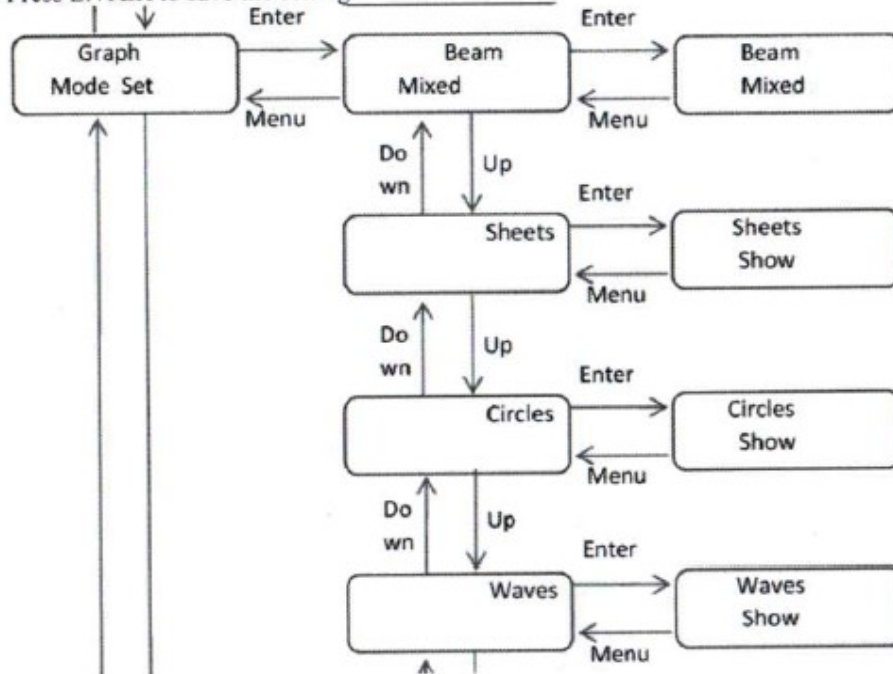 Enter
Enter
Graph
Mode Set
Beam
Mixed
Beam
Mixed
Menu
Menu
Do
wn
Up
Enter
Sheets
Sheets
Show
Menu
Do
wn
Up
Enter
Circles
Circles
Show
Menu
Do
wn
Up
Enter
Waves
Waves
Show
Menu